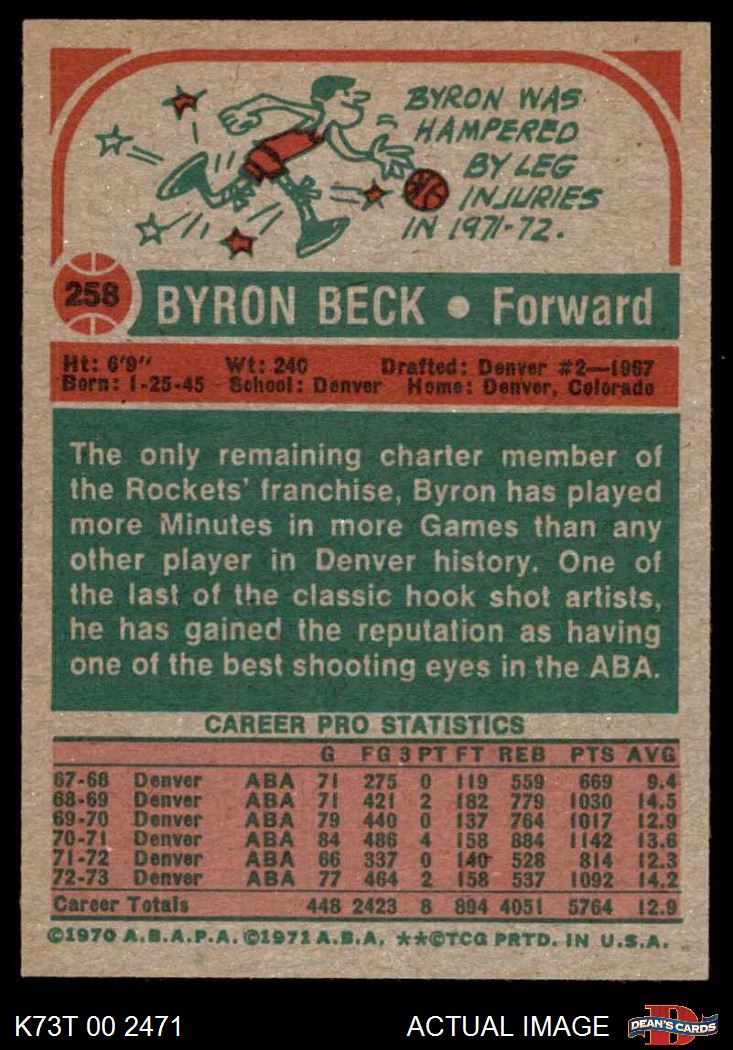 BYRON WAS
HAMPERED
BY LEG
INJURIES
IN 1971-72.
258
BYRON BECK • Forward
Ht: 6'9" Wt: 240 Drafted: Denver #2—1967
Born: 1-25-45 School: Denver Home: Denver, Colorado
The only remaining charter member of
the Rockets' franchise, Byron has played
more Minutes in more Games than any
other player in Denver history. One of
the last of the classic hook shot artists,
he has gained the reputation as having
one of the best shooting eyes in the ABA.
CAREER PRO STATISTICS
G FG 3 PT FT REB PTS AVG
67-68 Denver ABA 71 275 0 119 559 669 9.4
68-69 Denver ABA 71 421 2 182 779 1030 14.5
69-70 Denver ABA 79 440 0 137 764 1017 12.9
70-71 Denver ABA 84 486 4 158 884 1142 13.6
71-72 Denver ABA 66 337 0 140 528 814 12.3
72-73 Denver ABA 77 464 2 158 537 1092 14.2
Career Totals 448 2423 8 894 4051 5764 12.9
©1970 A.B.A.P.A. ©1971 A.B.A. **©TCG PRTD. IN U.S.A.
K73T 00 2471 ACTUAL IMAGE DEAN'S CARDS